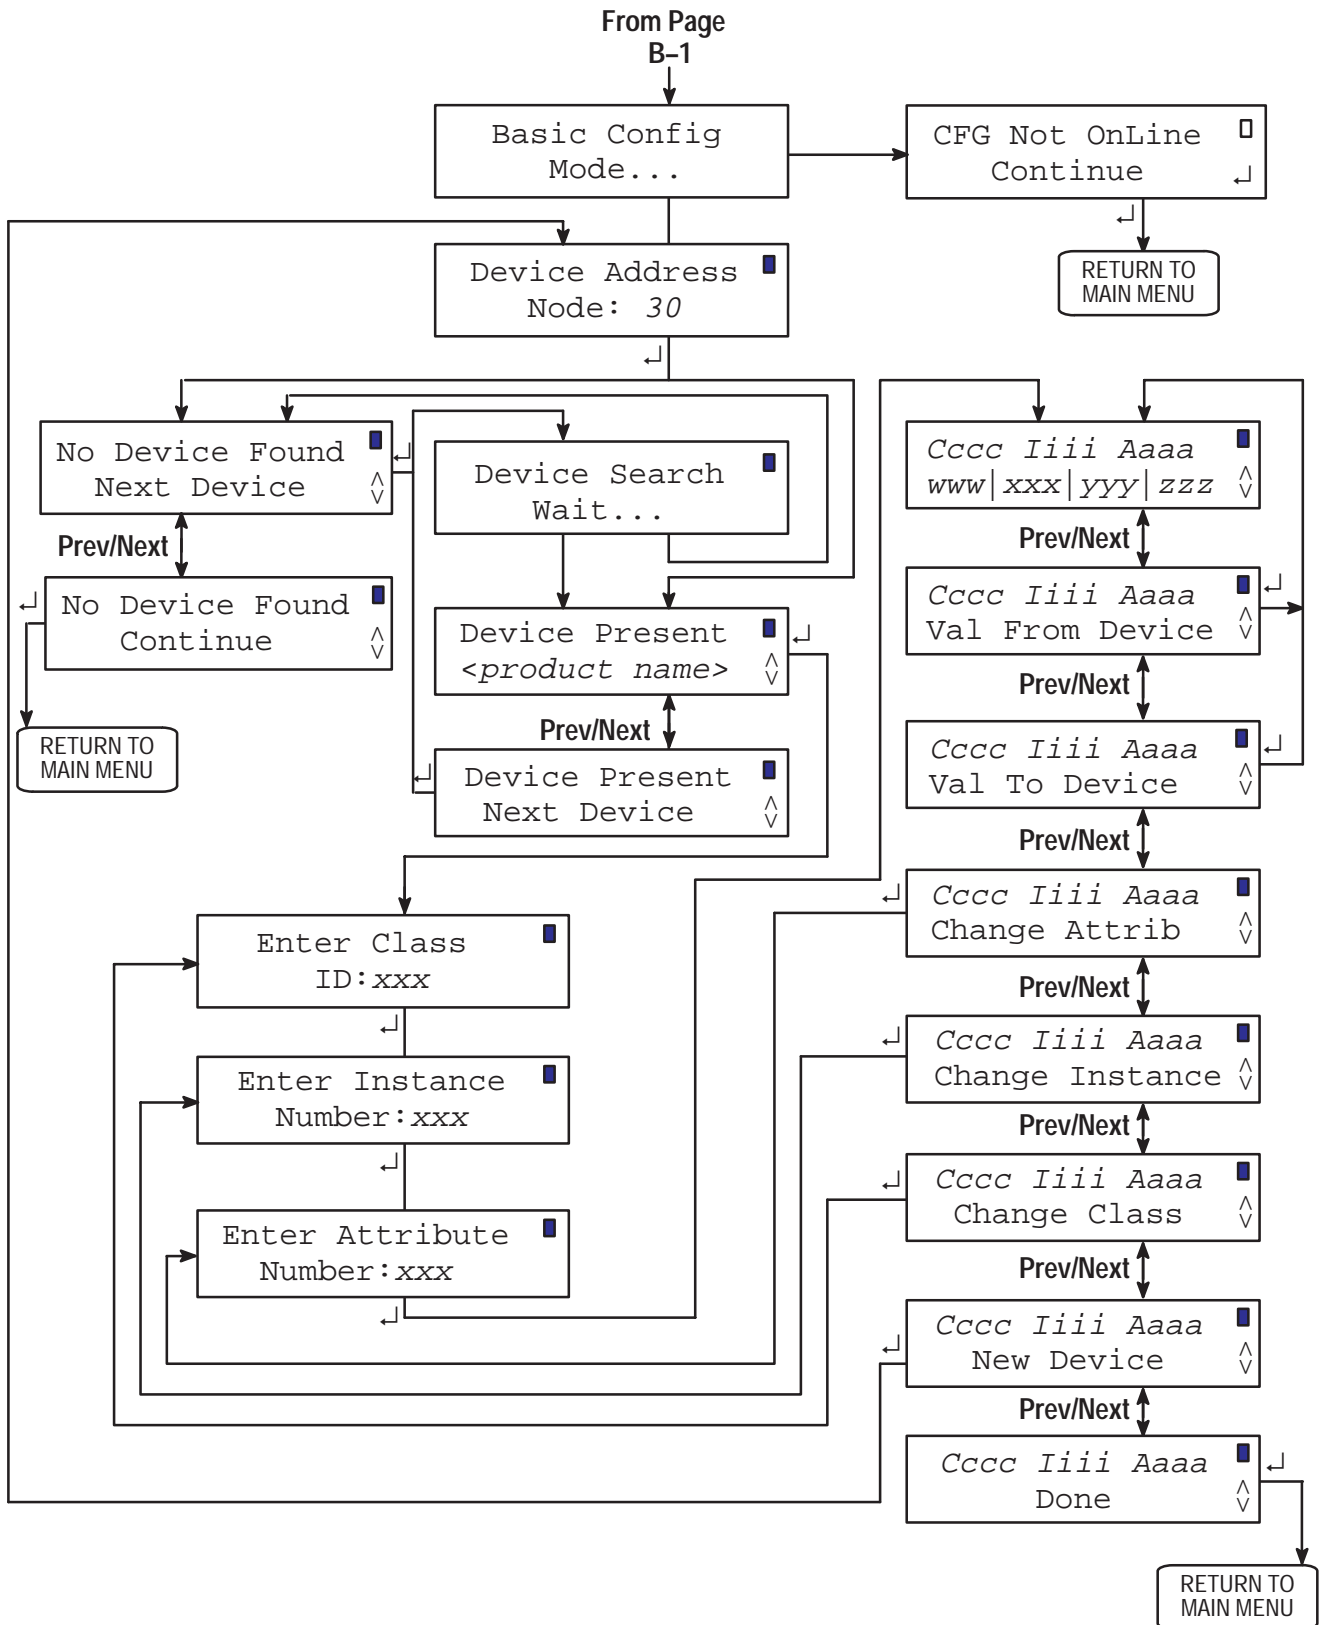 From Page
B–1
Basic Config
Mode...
CFG Not OnLine
Continue
RETURN TO
MAIN MENU
Device Address
Node: 30
No Device Found
Next Device
Prev/Next
No Device Found
Continue
RETURN TO
MAIN MENU
Device Search
Wait...
Device Present
<product name>
Prev/Next
Device Present
Next Device
Enter Class
ID:xxx
Enter Instance
Number:xxx
Enter Attribute
Number:xxx
Cccc Iiii Aaaa
www|xxx|yyy|zzz
Prev/Next
Cccc Iiii Aaaa
Val From Device
Prev/Next
Cccc Iiii Aaaa
Val To Device
Prev/Next
Cccc Iiii Aaaa
Change Attrib
Prev/Next
Cccc Iiii Aaaa
Change Instance
Prev/Next
Cccc Iiii Aaaa
Change Class
Prev/Next
Cccc Iiii Aaaa
New Device
Prev/Next
Cccc Iiii Aaaa
Done
RETURN TO
MAIN MENU